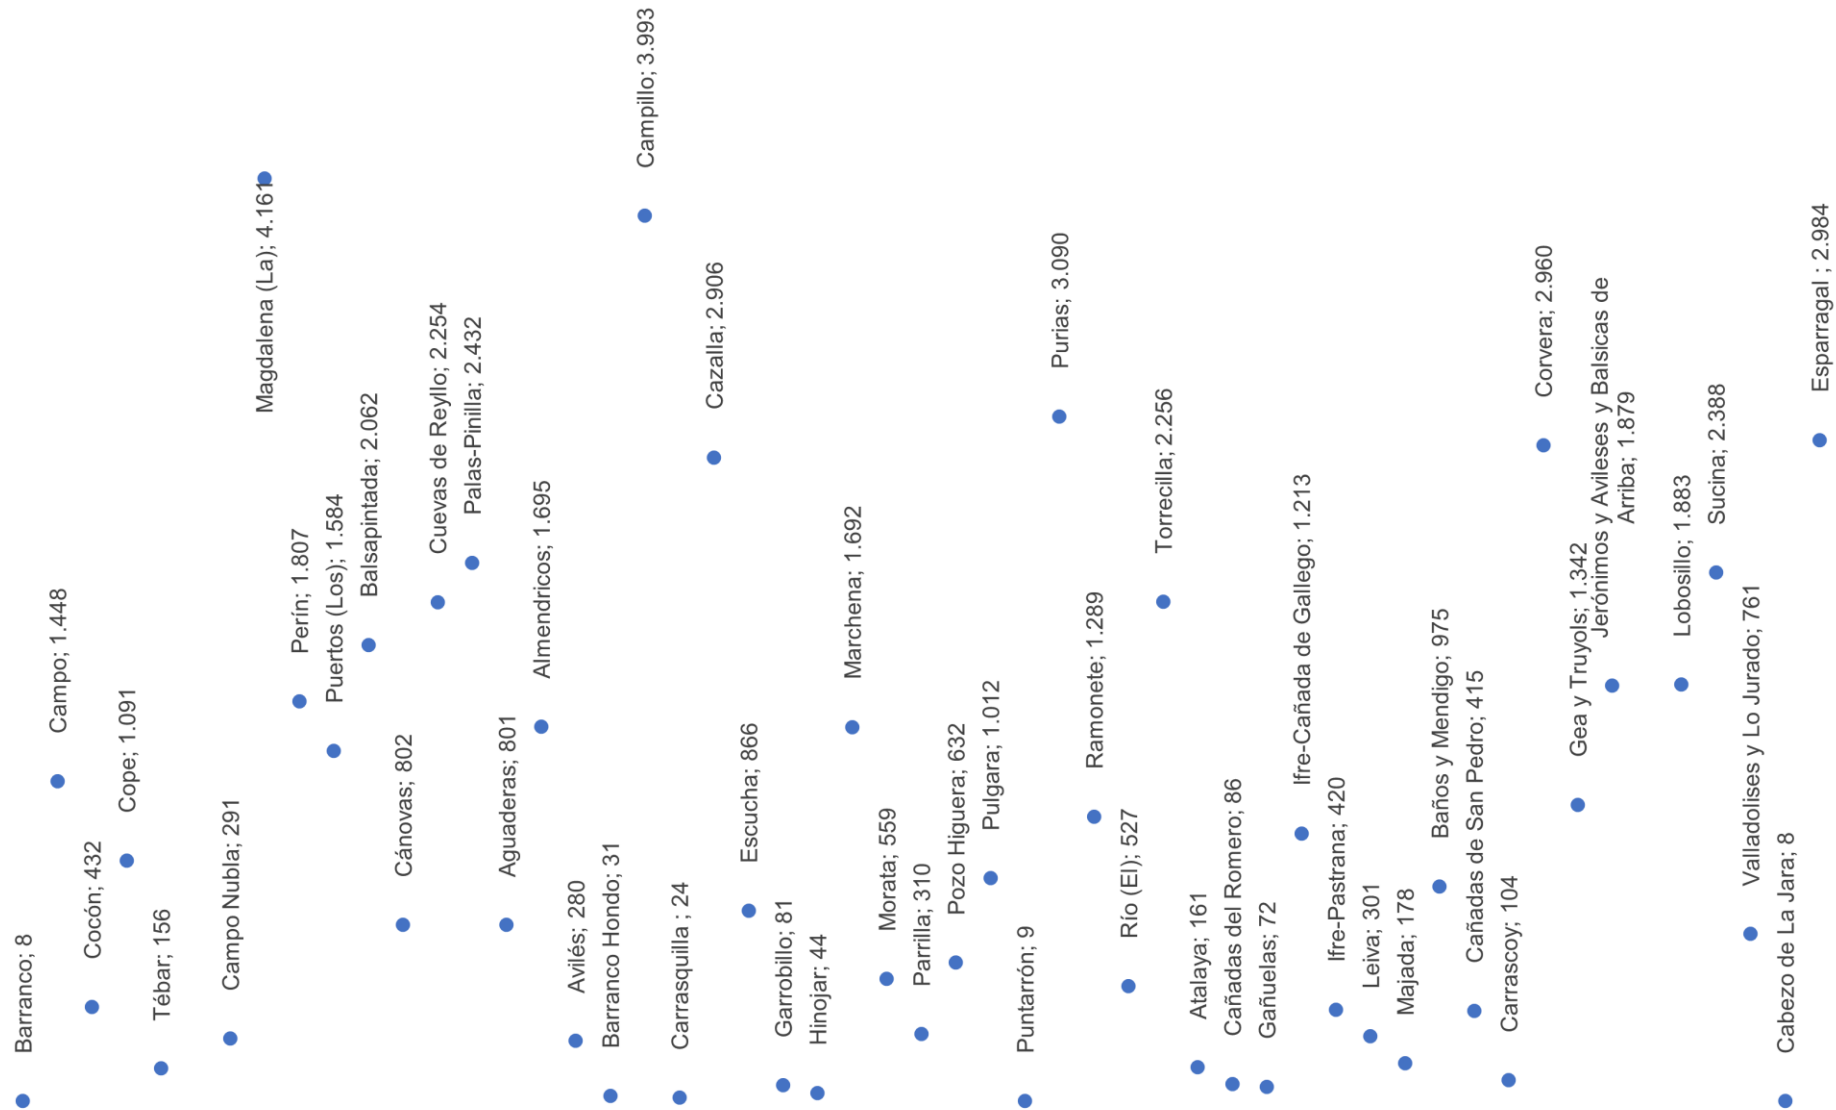 Barranco; 8
Campo; 1.448
Cocón; 432
Cope; 1.091
Tébar; 156
Campo Nubla; 291
Magdalena (La); 4.161
Perín; 1.807
Puertos (Los); 1.584
Balsapintada; 2.062
Cánovas; 802
Cuevas de Reyllo; 2.254
Palas-Pinilla; 2.432
Aguaderas; 801
Almendricos; 1.695
Avilés; 280
Barranco Hondo; 31
Campillo; 3.993
Carrasquilla ; 24
Cazalla; 2.906
Escucha; 866
Garrobillo; 81
Hinojar; 44
Marchena; 1.692
Morata; 559
Parrilla; 310
Pozo Higuera; 632
Pulgara; 1.012
Puntarrón; 9
Purias; 3.090
Ramonete; 1.289
Río (El); 527
Torrecilla; 2.256
Atalaya; 161
Cañadas del Romero; 86
Gañuelas; 72
Ifre-Cañada de Gallego; 1.213
Ifre-Pastrana; 420
Leiva; 301
Majada; 178
Baños y Mendigo; 975
Cañadas de San Pedro; 415
Carrascoy; 104
Corvera; 2.960
Gea y Truyols; 1.342
Jerónimos y Avileses y Balsicas de
Arriba; 1.879
Lobosillo; 1.883
Sucina; 2.388
Valladolises y Lo Jurado; 761
Cabezo de La Jara; 8
Esparragal ; 2.984